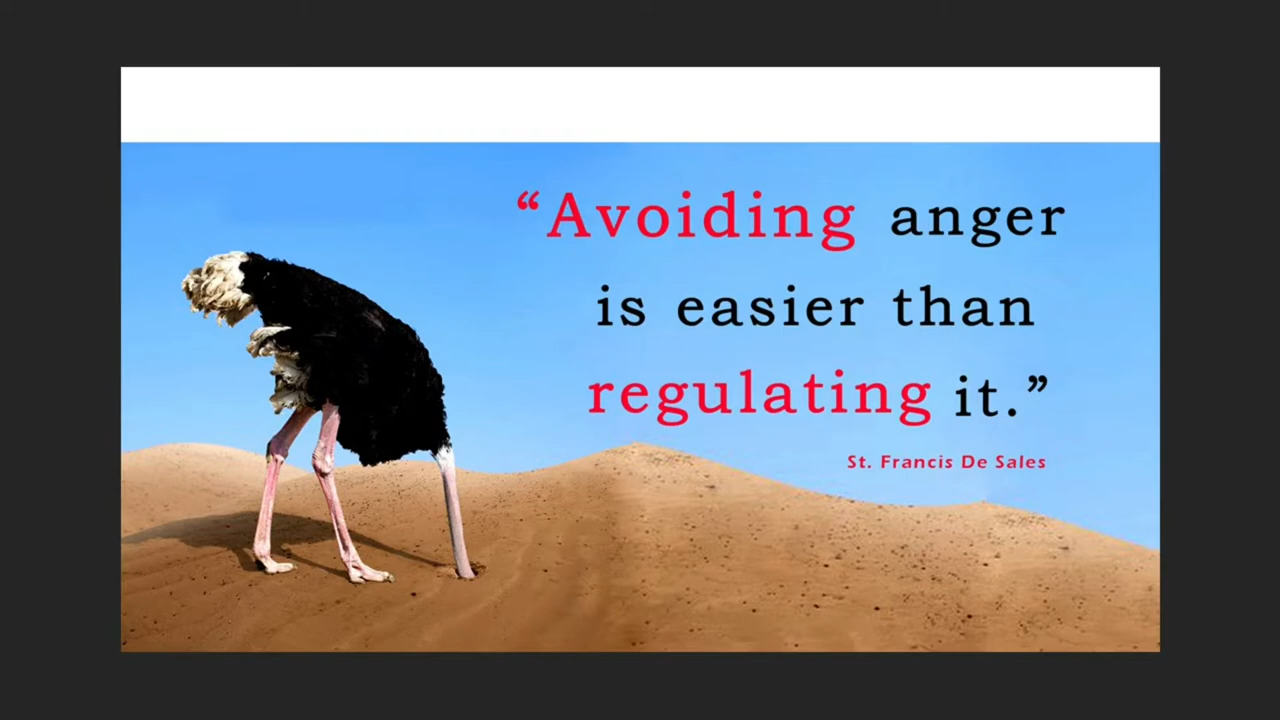 “Avoiding anger
is easier than
regulating it.”
St. Francis De Sales